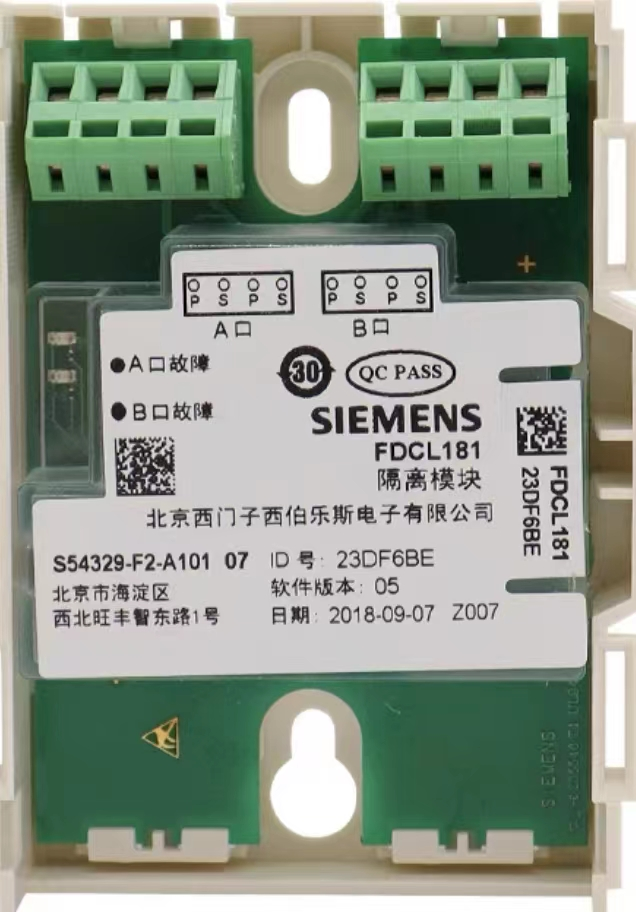 +
P S P S
P S P S
A口
B口
A口故障
30
QC PASS
B口故障
SIEMENS
FDCL181
隔离模块
FDCL181
23DF6BE
北京西门子西伯乐斯电子有限公司
S54329-F2-A101 07
ID 号: 23DF6BE
北京市海淀区
软件版本: 05
西北旺丰智东路1号
日期: 2018-09-07 Z007
SIEMENS